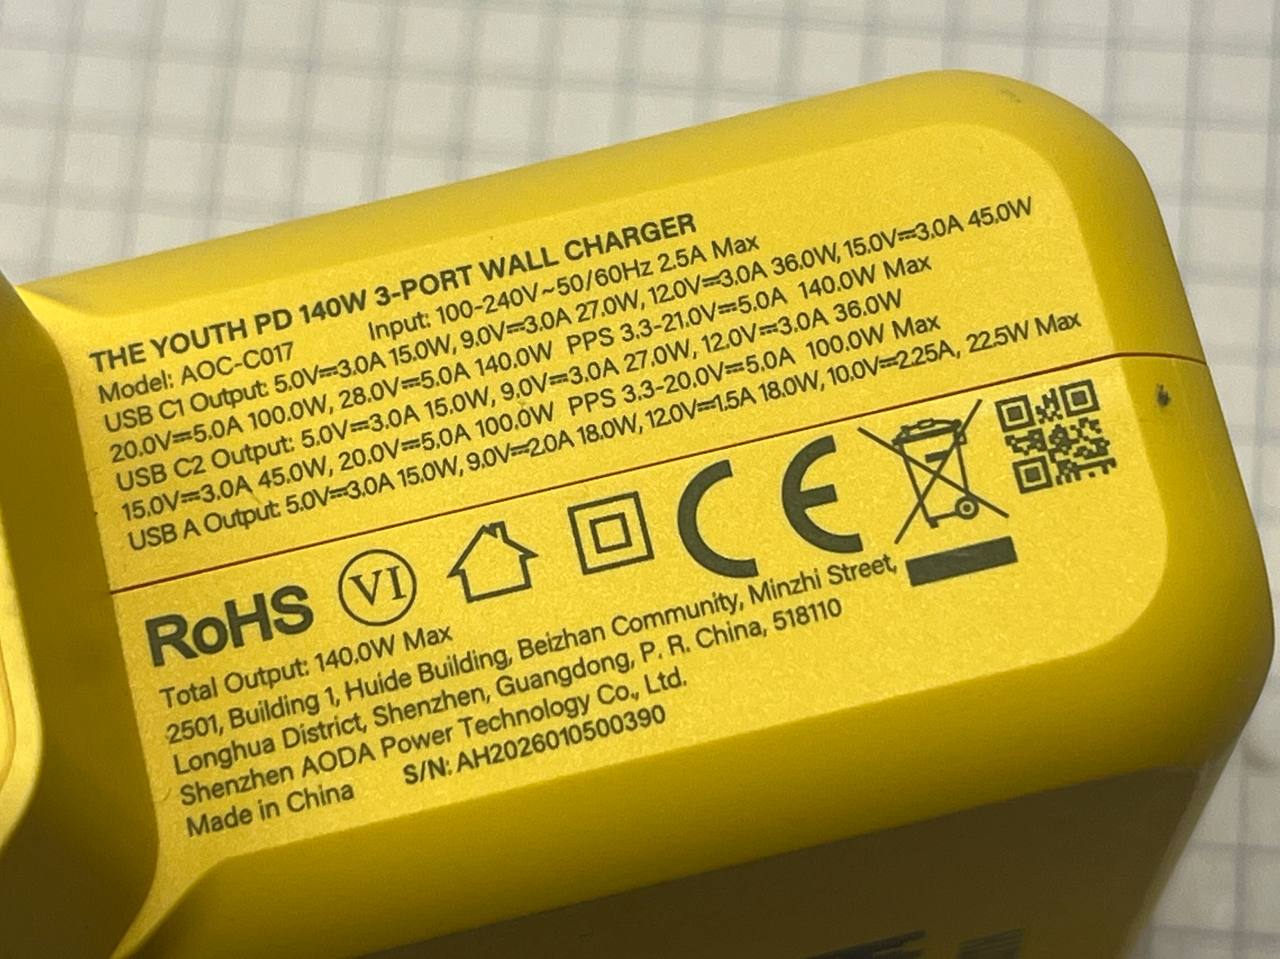 THE YOUTH PD 140W 3-PORT WALL CHARGER
Model: AOC-C017 Input: 100-240V~50/60Hz 2.5A Max
USB C1 Output: 5.0V⎓3.0A 15.0W, 9.0V⎓3.0A 27.0W, 12.0V⎓3.0A 36.0W, 15.0V⎓3.0A 45.0W
20.0V⎓5.0A 100.0W, 28.0V⎓5.0A 140.0W PPS 3.3-21.0V⎓5.0A 140.0W Max
USB C2 Output: 5.0V⎓3.0A 15.0W, 9.0V⎓3.0A 27.0W, 12.0V⎓3.0A 36.0W
15.0V⎓3.0A 45.0W, 20.0V⎓5.0A 100.0W PPS 3.3-20.0V⎓5.0A 100.0W Max
USB A Output: 5.0V⎓3.0A 15.0W, 9.0V⎓2.0A 18.0W, 12.0V⎓1.5A 18.0W, 10.0V⎓2.25A, 22.5W Max
RoHS VI CE
Total Output: 140.0W Max
2501, Building 1, Huide Building, Beizhan Community, Minzhi Street,
Longhua District, Shenzhen, Guangdong, P. R. China, 518110
Shenzhen AODA Power Technology Co., Ltd.
Made in China S/N: AH2026010500390